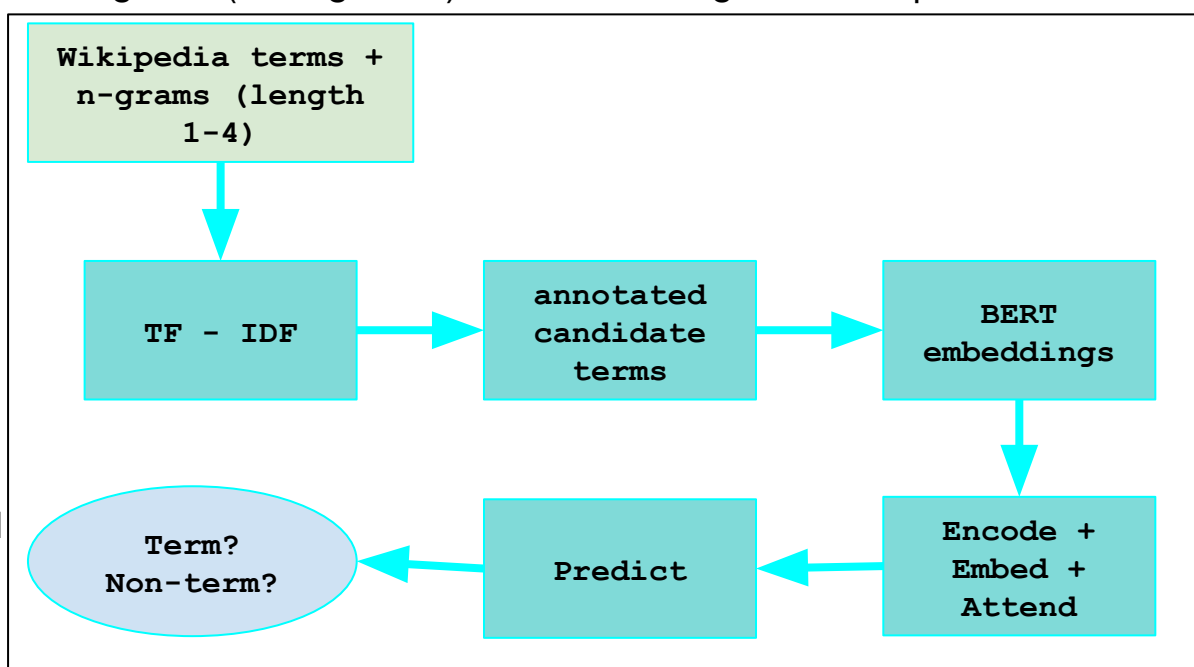 Wikipedia terms +
n-grams (length
1-4)
TF - IDF
annotated
candidate
terms
BERT
embeddings
Encode +
Embed +
Attend
Predict
Term?
Non-term?